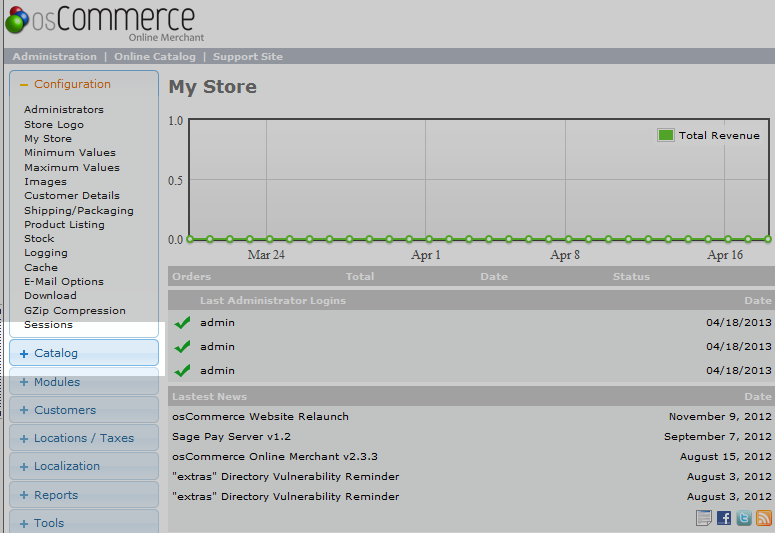 osCommerce
Online Merchant
Administration | Online Catalog | Support Site
Configuration
Administrators
Store Logo
My Store
Minimum Values
Maximum Values
Images
Customer Details
Shipping/Packaging
Product Listing
Stock
Logging
Cache
E-Mail Options
Download
GZip Compression
Sessions
Catalog
Modules
Customers
Locations / Taxes
Localization
Reports
Tools
My Store
1.0
Total Revenue
0.5
0.0
Mar 24 Apr 1 Apr 8 Apr 16
Orders Total Date Status
Last Administrator Logins Date
admin 04/18/2013
admin 04/18/2013
admin 04/18/2013
Lastest News Date
osCommerce Website Relaunch November 9, 2012
Sage Pay Server v1.2 September 7, 2012
osCommerce Online Merchant v2.3.3 August 15, 2012
"extras" Directory Vulnerability Reminder August 3, 2012
"extras" Directory Vulnerability Reminder August 3, 2012